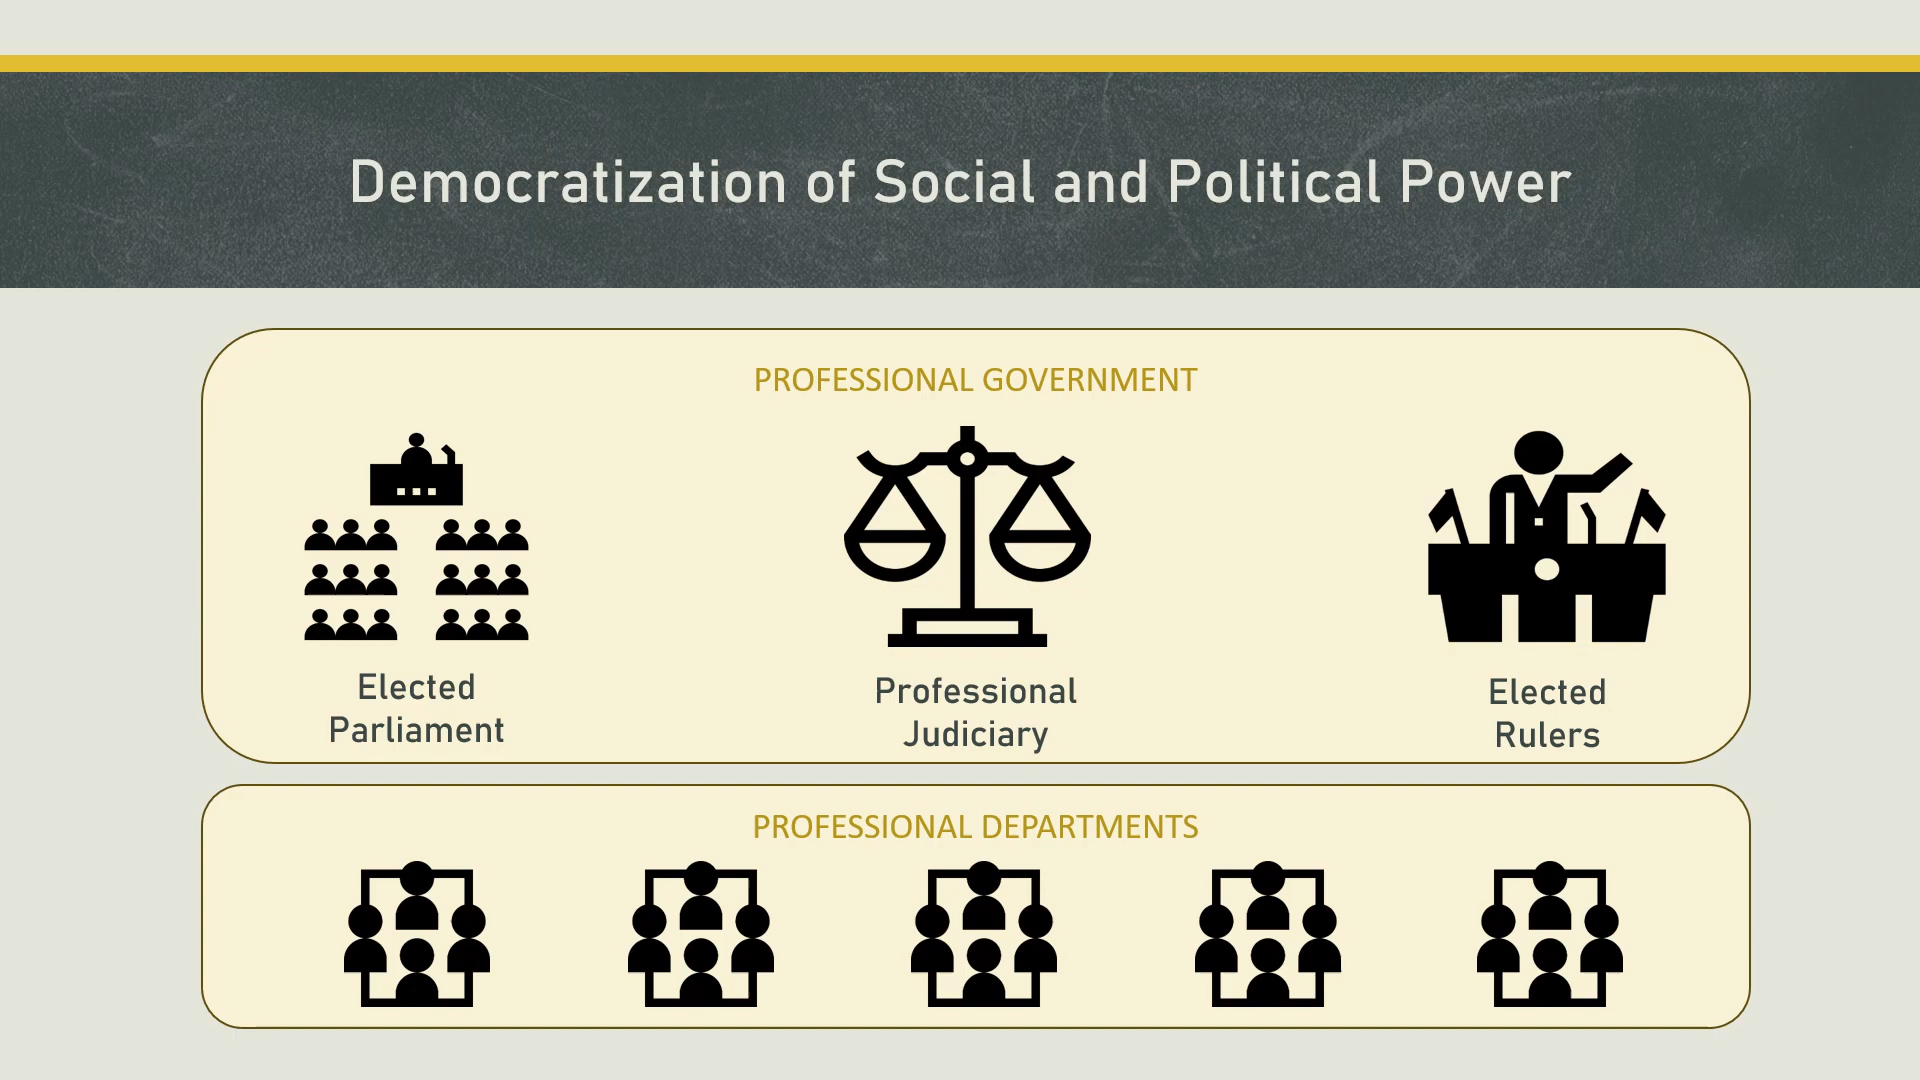 Democratization of Social and Political Power
PROFESSIONAL GOVERNMENT
Elected
Parliament
Professional
Judiciary
Elected
Rulers
PROFESSIONAL DEPARTMENTS